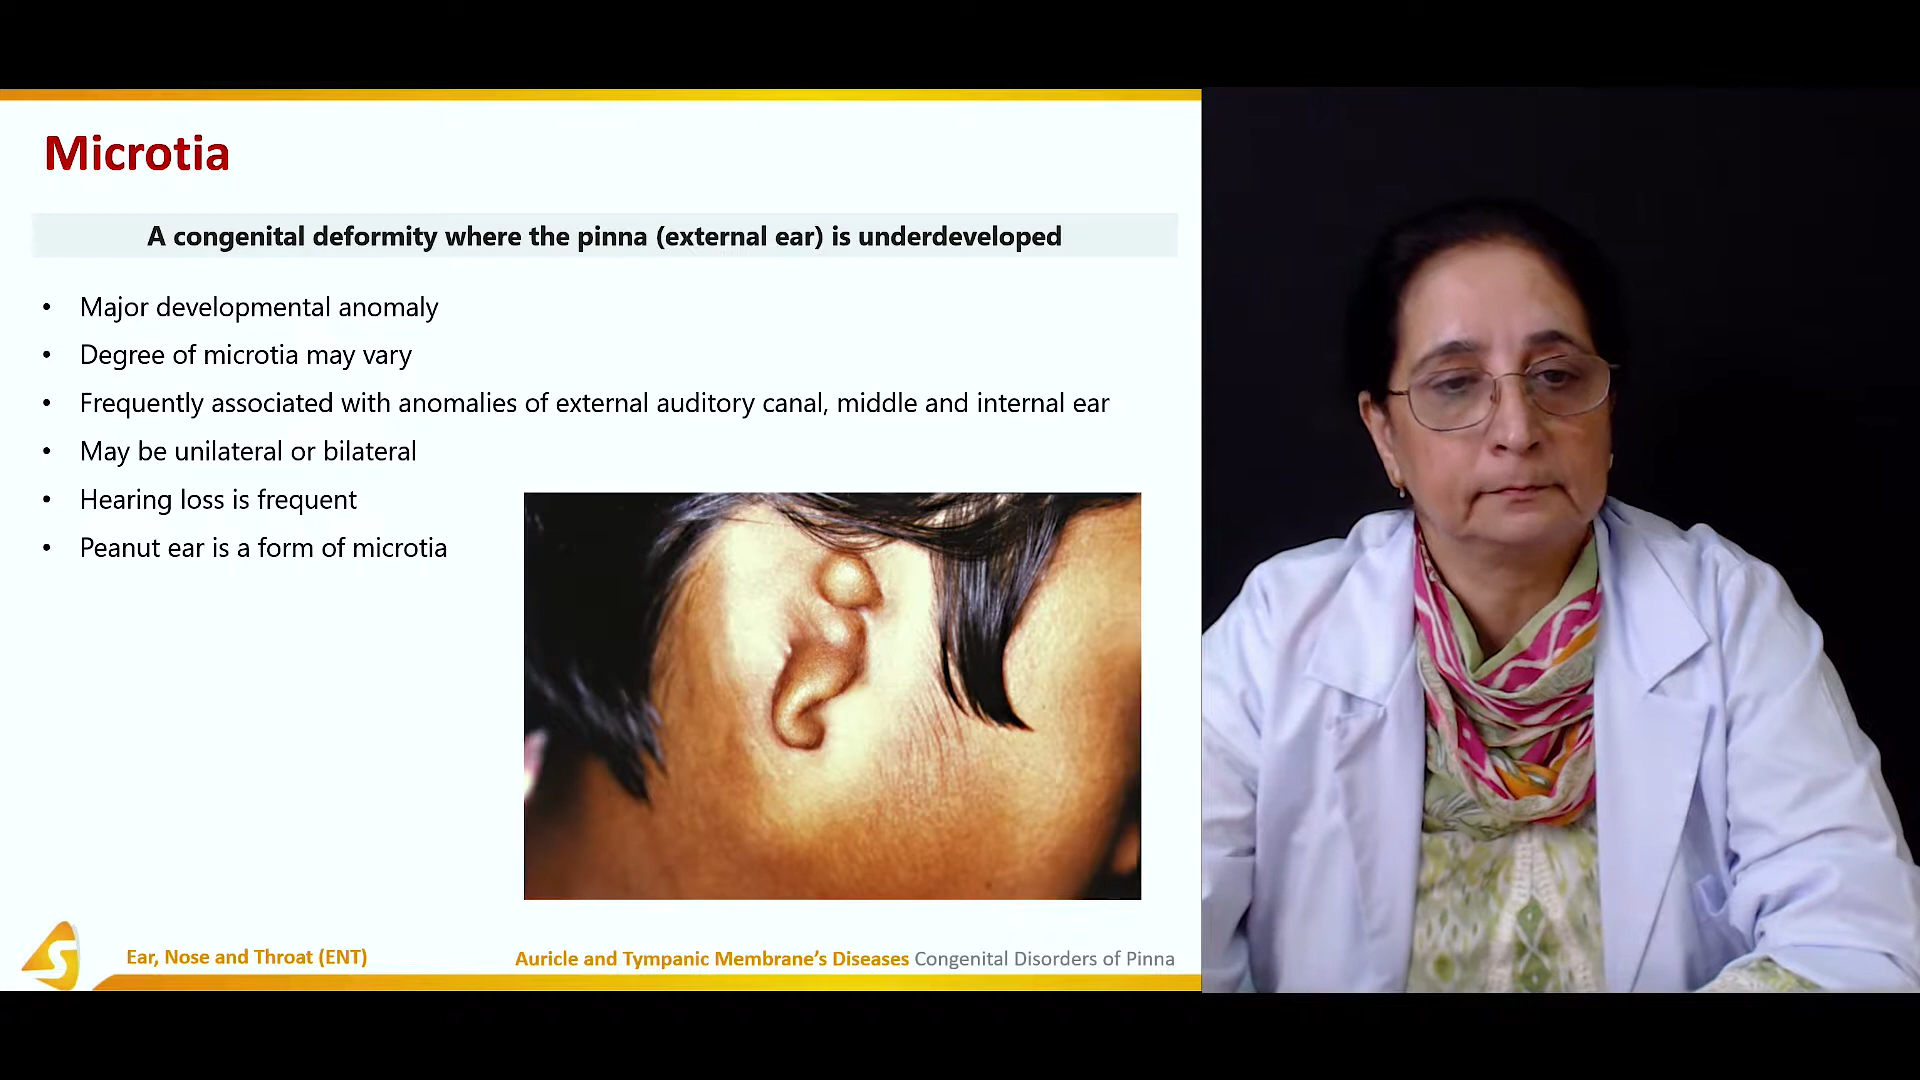 Microtia
A congenital deformity where the pinna (external ear) is underdeveloped
• Major developmental anomaly
• Degree of microtia may vary
• Frequently associated with anomalies of external auditory canal, middle and internal ear
• May be unilateral or bilateral
• Hearing loss is frequent
• Peanut ear is a form of microtia
S
Ear, Nose and Throat (ENT)
Auricle and Tympanic Membrane’s Diseases Congenital Disorders of Pinna